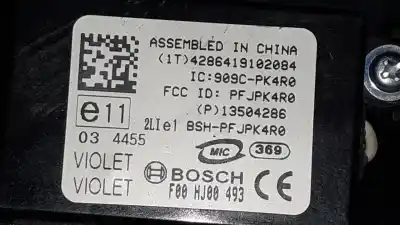 ASSEMBLED IN CHINA
(1T)4286419102084
IC:909C-PK4R0
FCC ID: PFJPK4R0
(P)13504286
2LIe1 BSH-PFJPK4R0
e11
03 4455
MIC 369
VIOLET
VIOLET
BOSCH
F00 HJ00 493
CE